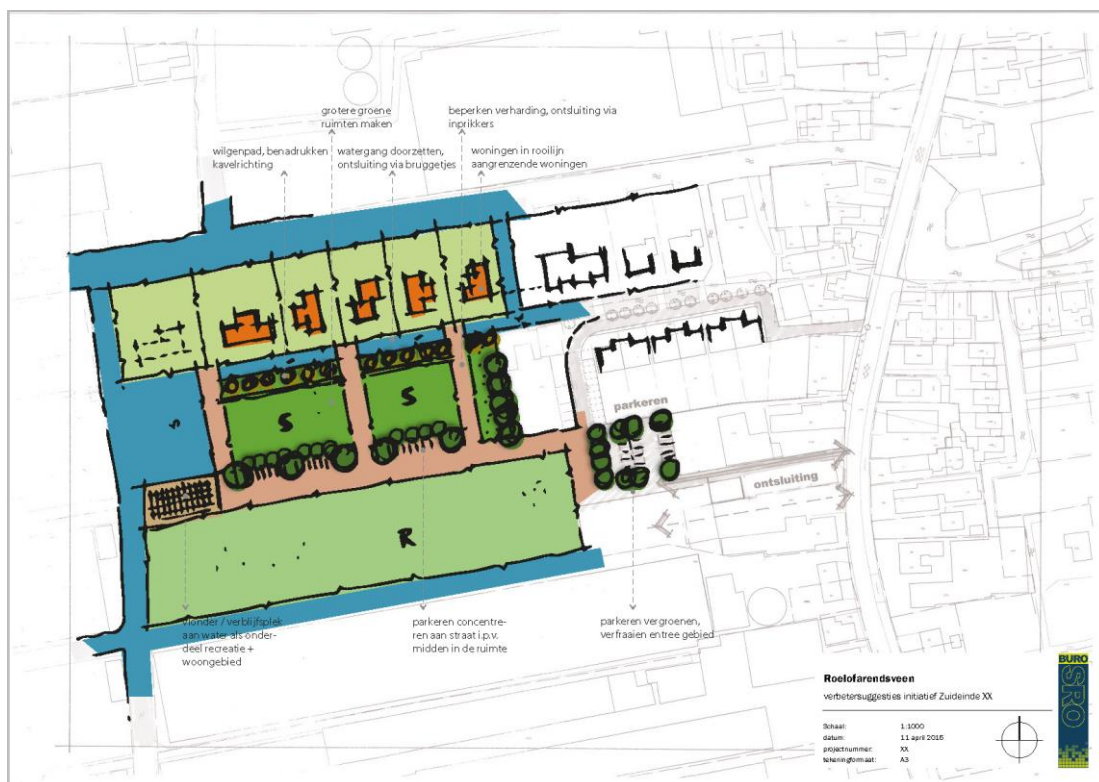 grotere groene
ruimten maken
beperken verharding, ontsluiting via
inprikkers
wilgenpad, benadrukken
kavelrichting
watergang doorzetten,
ontsluiting via bruggetjes
woningen in rooilijn
aangrenzende woningen
S
S
S
parkeren
ontsluiting
R
vlonder / verblijfsplek
aan water als onder-
deel recreatie +
woongebied
parkeren concentre-
ren aan straat i.p.v.
midden in de ruimte
parkeren vergroenen,
verfraaien entree gebied
Roelofarendsveen
verbetersuggesties initiatief Zuideinde XX
Schaal: 1:1000
datum: 11 april 2016
projectnummer: XX
tekeningformaat: A3
BURO
SRO